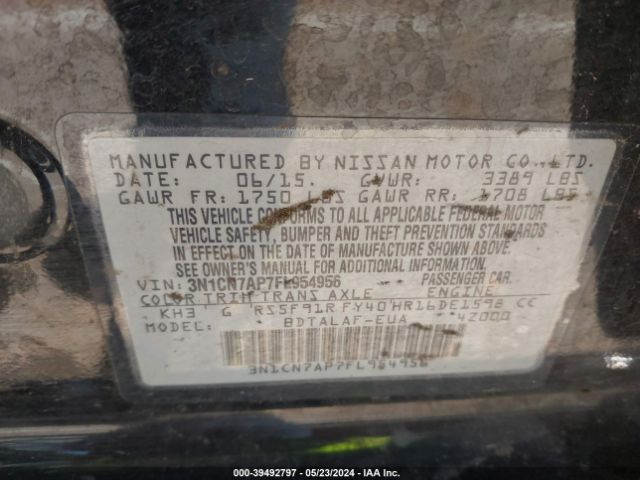 MANUFACTURED BY NISSAN MOTOR CO., LTD.
DATE: 06/15. GVWR: 3389 LBS
GAWR FR: 1750 LBS GAWR RR: 1708 LBS
THIS VEHICLE CONFORMS TO ALL APPLICABLE FEDERAL MOTOR
VEHICLE SAFETY, BUMPER AND THEFT PREVENTION STANDARDS
IN EFFECT ON THE DATE OF MANUFACTURE SHOWN ABOVE.
SEE OWNER'S MANUAL FOR ADDITIONAL INFORMATION.
VIN: 3N1CN7AP7FL954956 PASSENGER CAR.
COLOR TRIM TRANS AXLE ENGINE
KH3 G RS5F91R FY40 HR16DE 1598 CC
MODEL: BDTALAF-EUA 42000
3N1CN7AP7FL954956
000-39492797 - 05/23/2024 - IAA Inc.